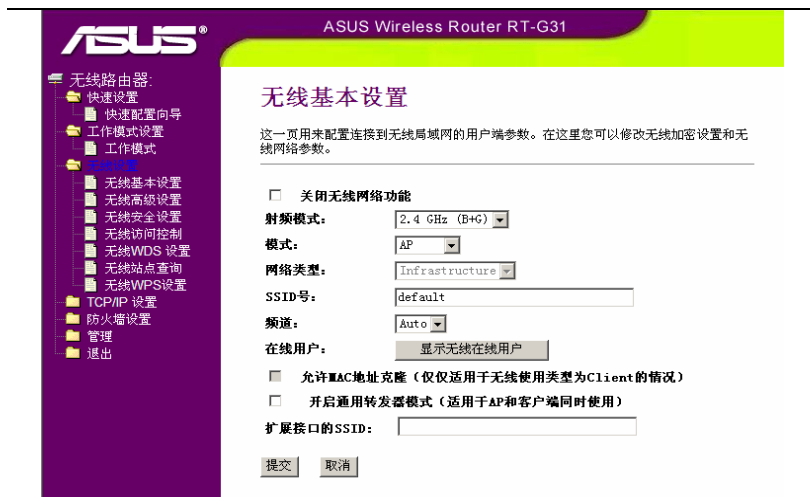 ASUS®
ASUS Wireless Router RT-G31
无线路由器:
快速设置
快速配置向导
工作模式设置
工作模式
无线设置
无线基本设置
无线高级设置
无线安全设置
无线访问控制
无线WDS 设置
无线站点查询
无线WPS设置
TCP/IP 设置
防火墙设置
管理
退出
无线基本设置
这一页用来配置连接到无线局域网的用户端参数。在这里您可以修改无线加密设置和无
线网络参数。
关闭无线网络功能
射频模式: 2.4 GHz (B+G)
模式: AP
网络类型: Infrastructure
SSID号: default
频道: Auto
在线用户: 显示无线在线用户
允许MAC地址克隆（仅仅适用于无线使用类型为Client的情况）
开启通用转发器模式（适用于AP和客户端同时使用）
扩展接口的SSID:
提交 取消